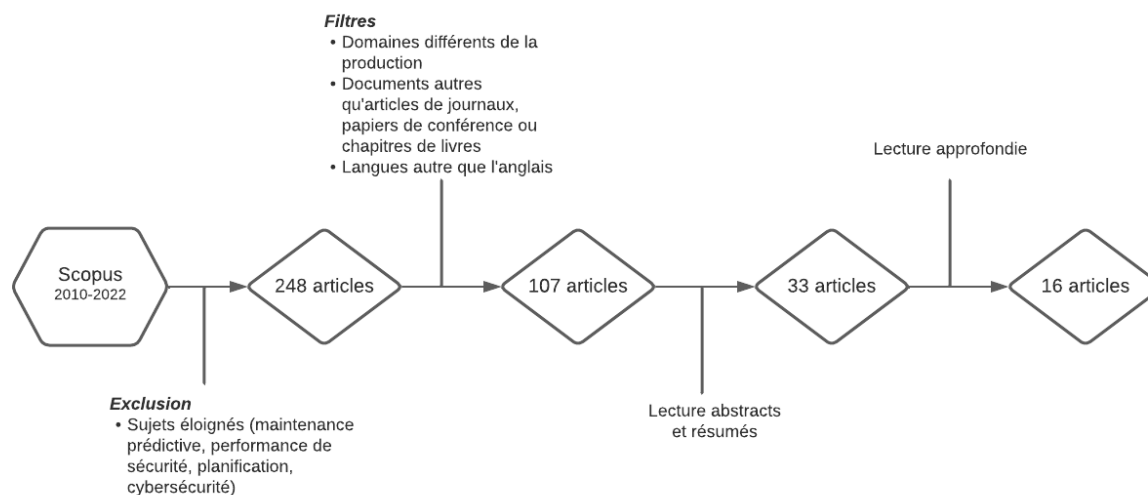 Filtres
• Domaines différents de la
production
• Documents autres
qu'articles de journaux,
papiers de conférence ou
chapitres de livres
• Langues autre que l'anglais
Lecture approfondie
Scopus
2010-2022
248 articles
107 articles
33 articles
16 articles
Exclusion
• Sujets éloignés (maintenance
prédictive, performance de
sécurité, planification,
cybersécurité)
Lecture abstracts
et résumés